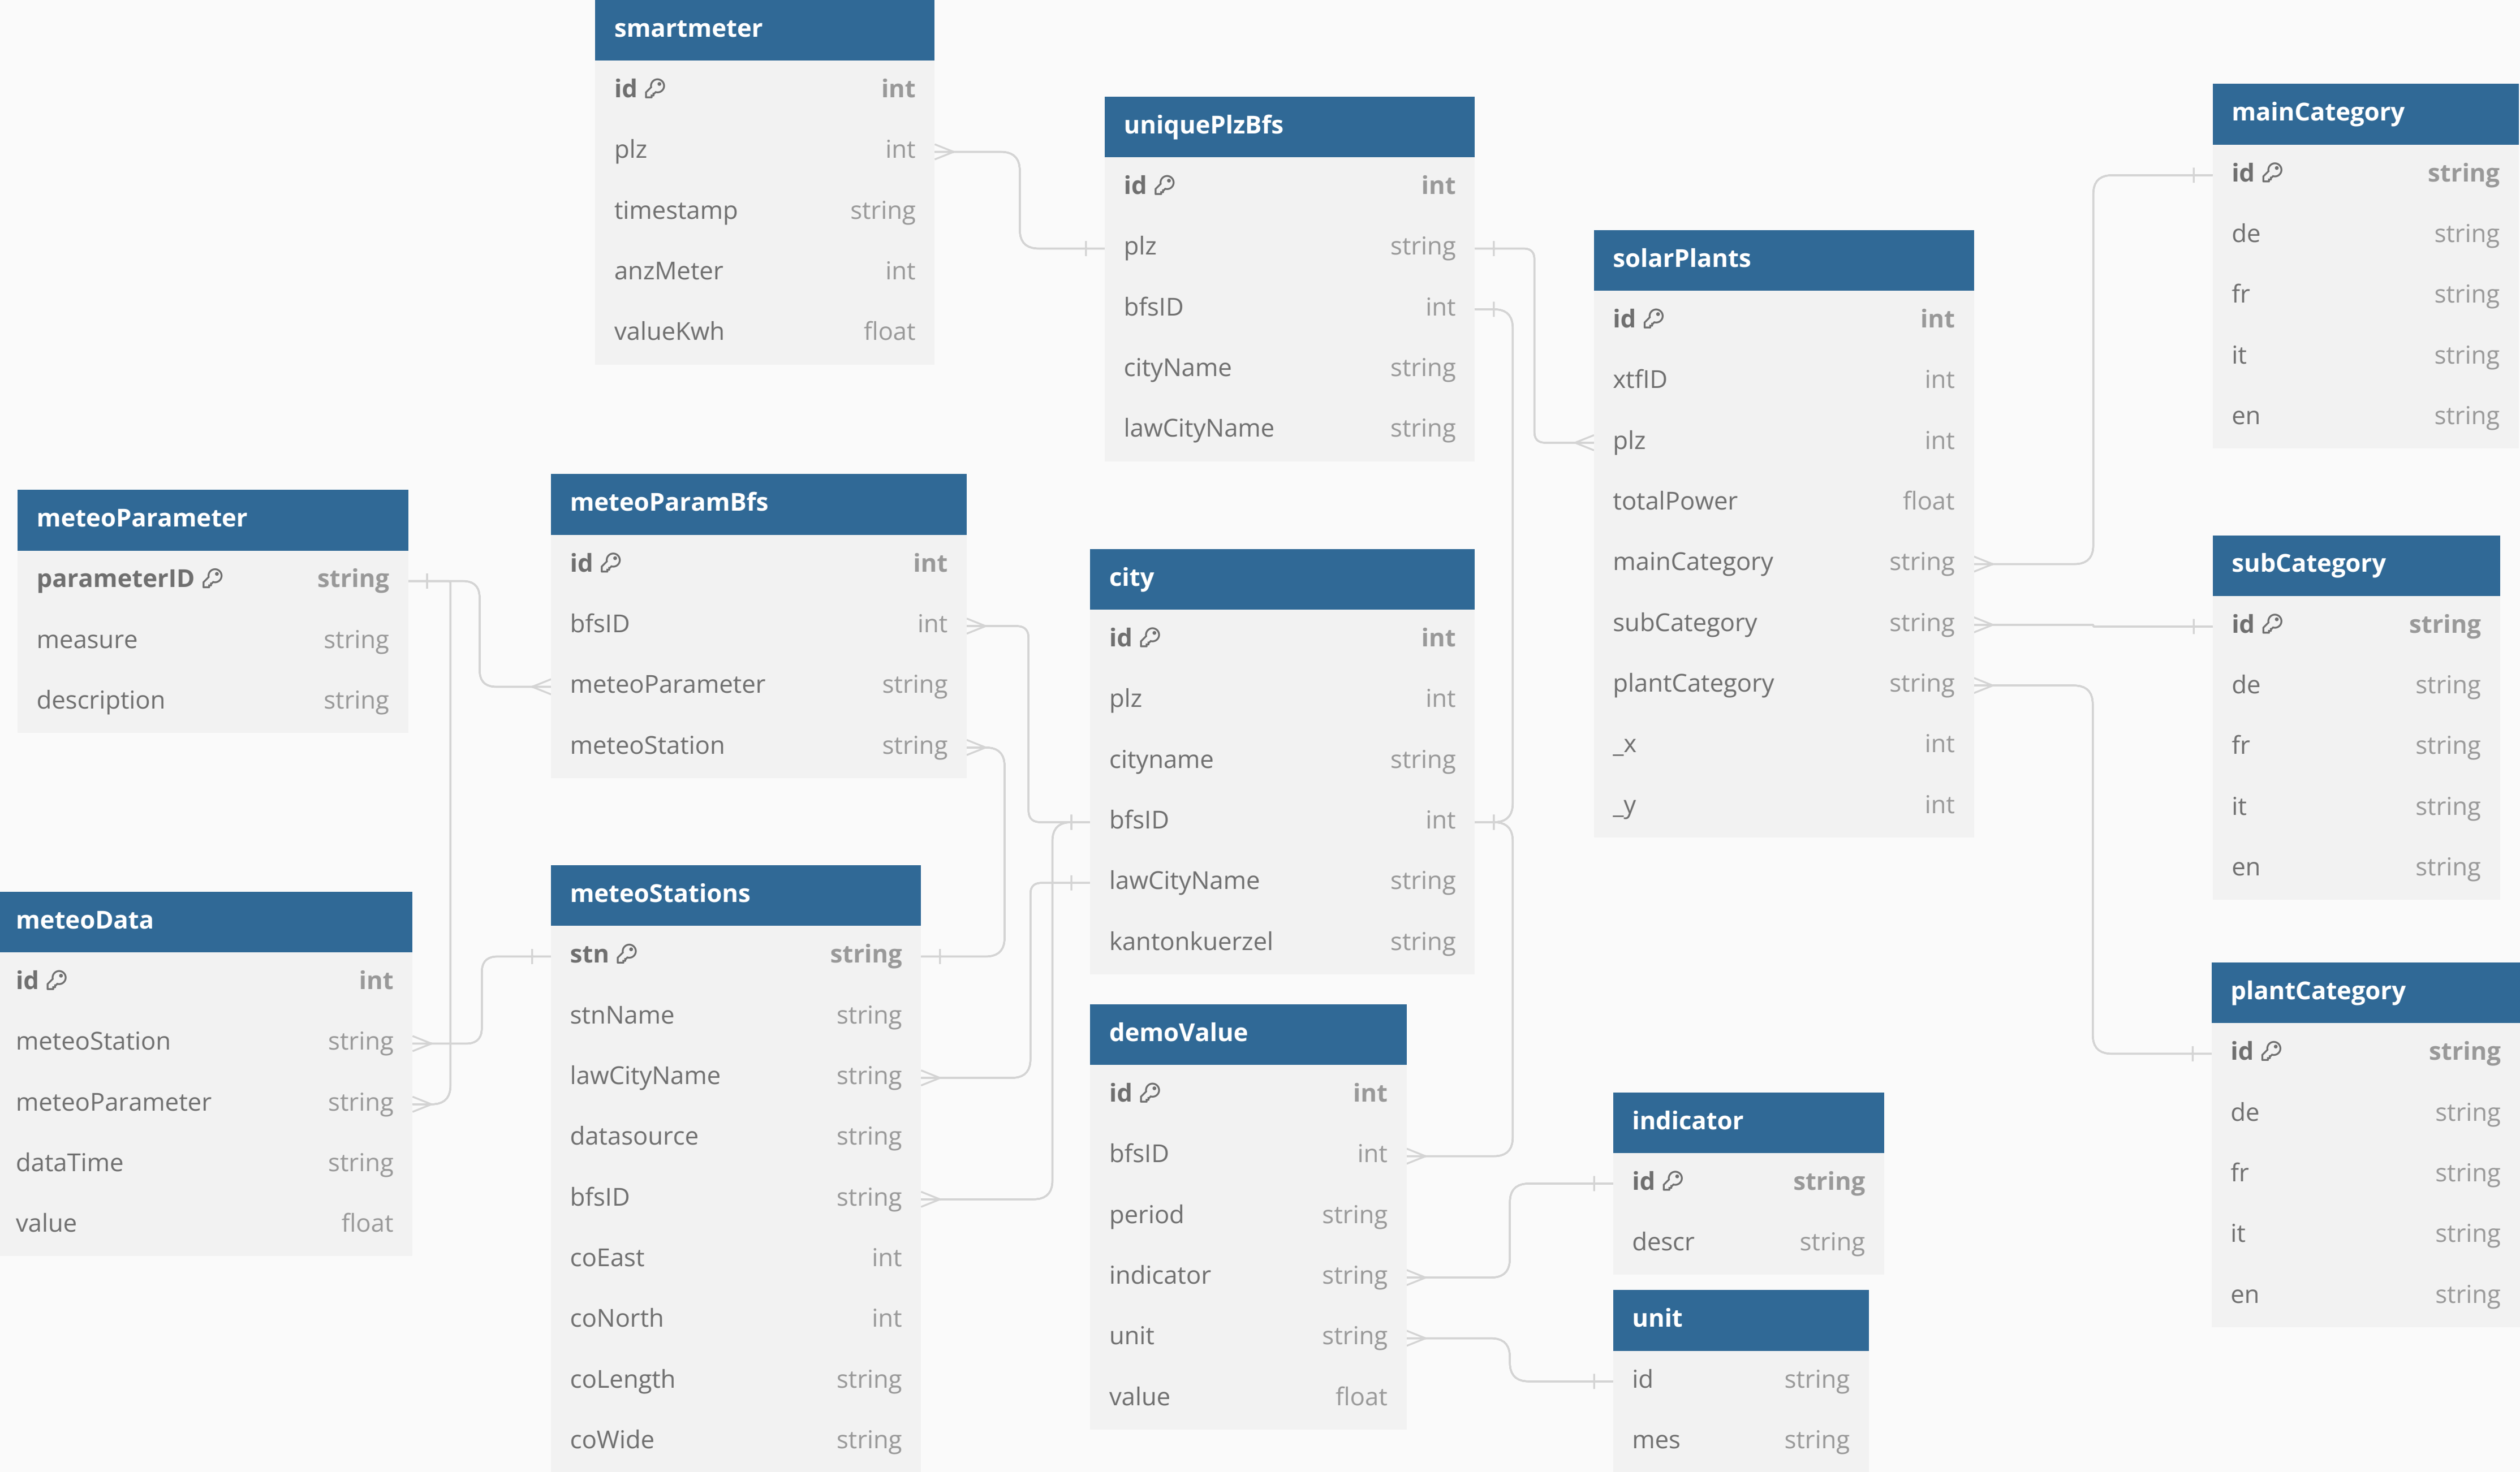 smartmeter
id int
plz int
timestamp string
anzMeter int
valueKwh float
uniquePlzBfs
id int
plz string
bfsID int
cityName string
lawCityName string
solarPlants
id int
xtfID int
plz int
totalPower float
mainCategory string
subCategory string
plantCategory string
_x int
_y int
mainCategory
id string
de string
fr string
it string
en string
subCategory
id string
de string
fr string
it string
en string
plantCategory
id string
de string
fr string
it string
en string
meteoParameter
parameterID string
measure string
description string
meteoParamBfs
id int
bfsID int
meteoParameter string
meteoStation string
city
id int
plz int
cityname string
bfsID int
lawCityName string
kantonkuerzel string
meteoData
id int
meteoStation string
meteoParameter string
dataTime string
value float
meteoStations
stn string
stnName string
lawCityName string
datasource string
bfsID string
coEast int
coNorth int
coLength string
coWide string
demoValue
id int
bfsID int
period string
indicator string
unit string
value float
indicator
id string
descr string
unit
id string
mes string